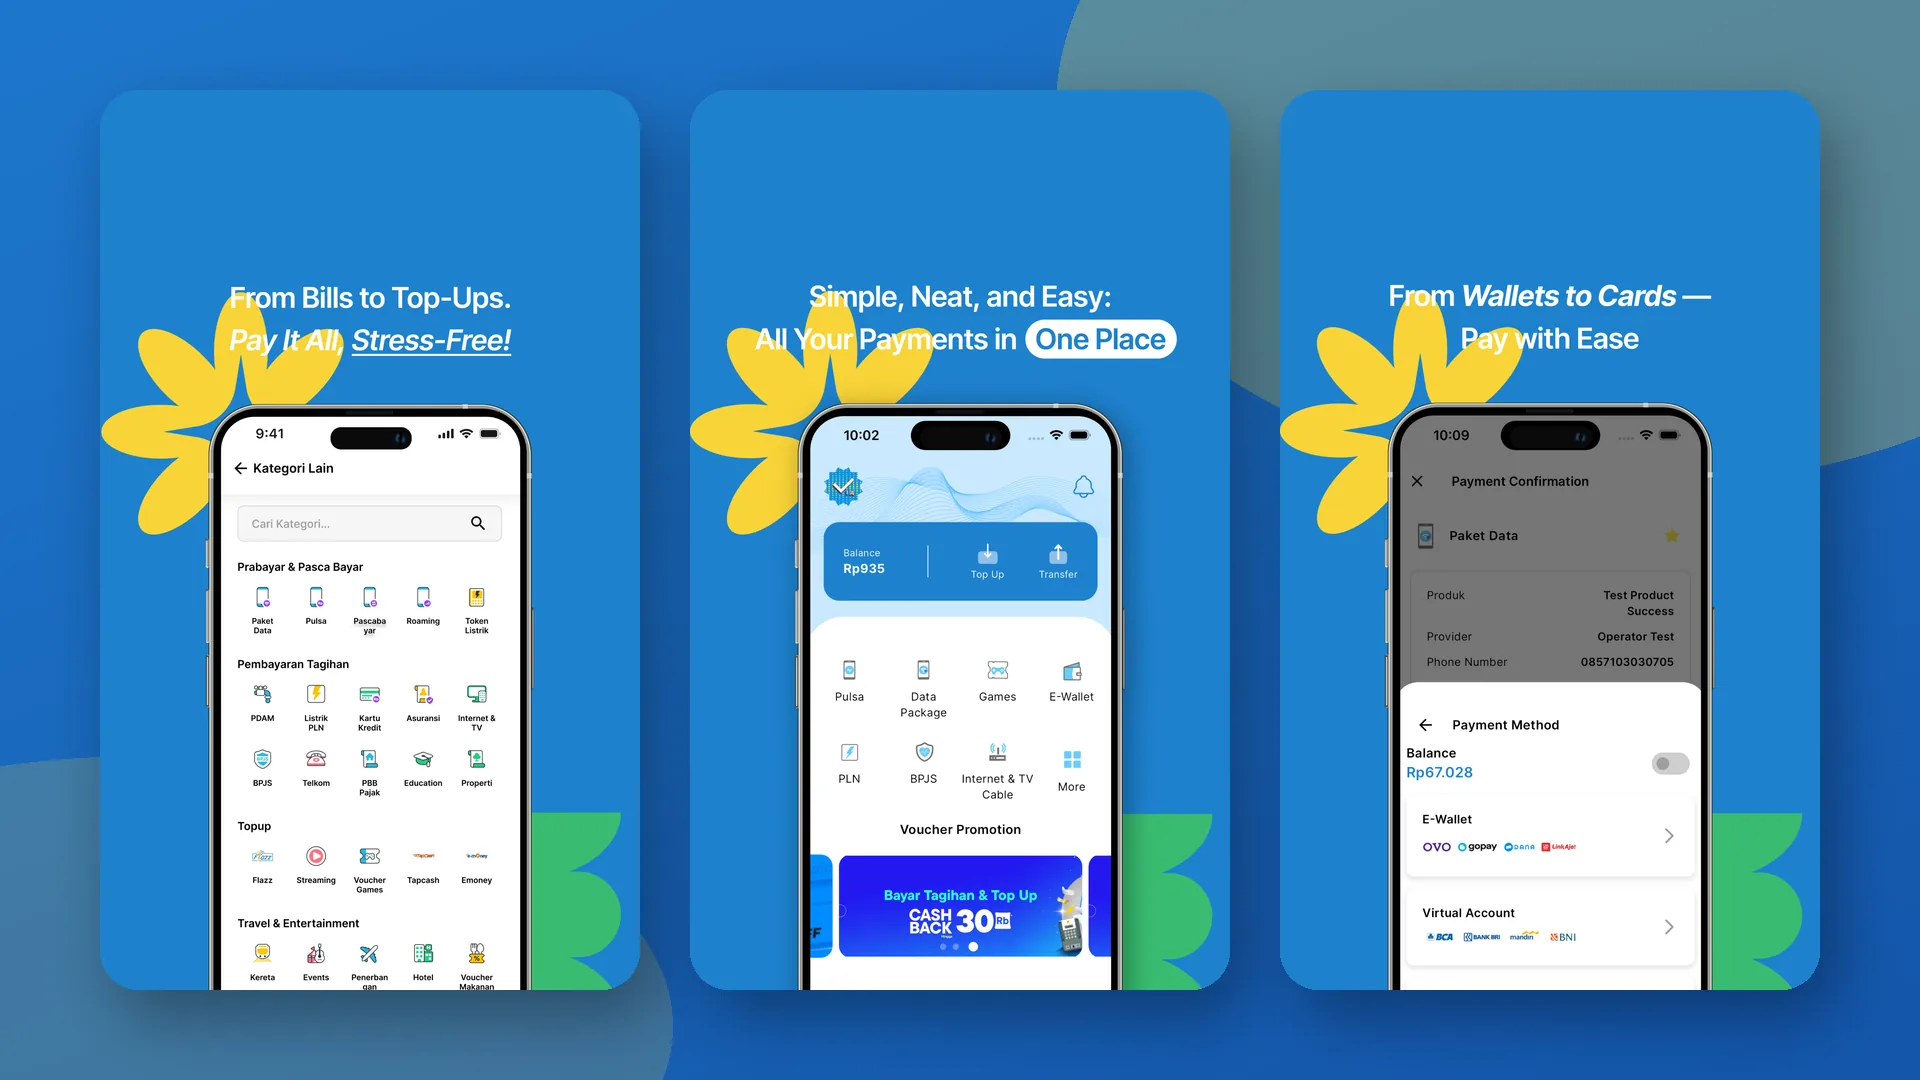 From Bills to Top-Ups.
Pay It All, Stress-Free!
9:41
Kategori Lain
Cari Kategori...
Prabayar & Pasca Bayar
Paket Data
Pulsa
Pascaba yar
Roaming
Token Listrik
Pembayaran Tagihan
PDAM
Listrik PLN
Kartu Kredit
Asuransi
Internet & TV
BPJS
Telkom
PBB Pajak
Education
Properti
Topup
Flazz
Streaming
Voucher Games
Tapcash
Emoney
Travel & Entertainment
Kereta
Events
Penerban gan
Hotel
Voucher Makanan
Simple, Neat, and Easy:
All Your Payments in One Place
10:02
Balance
Rp935
Top Up
Transfer
Pulsa
Data Package
Games
E-Wallet
PLN
BPJS
Internet & TV Cable
More
Voucher Promotion
Bayar Tagihan & Top Up
CASH BACK 30 Rb
From Wallets to Cards —
Pay with Ease
10:09
Payment Confirmation
Paket Data
Produk
Test Product Success
Provider
Operator Test
Phone Number
0857103030705
Payment Method
Balance
Rp67.028
E-Wallet
OVO gopay DANA LinkAja!
Virtual Account
BCA BANK BRI mandiri BNI